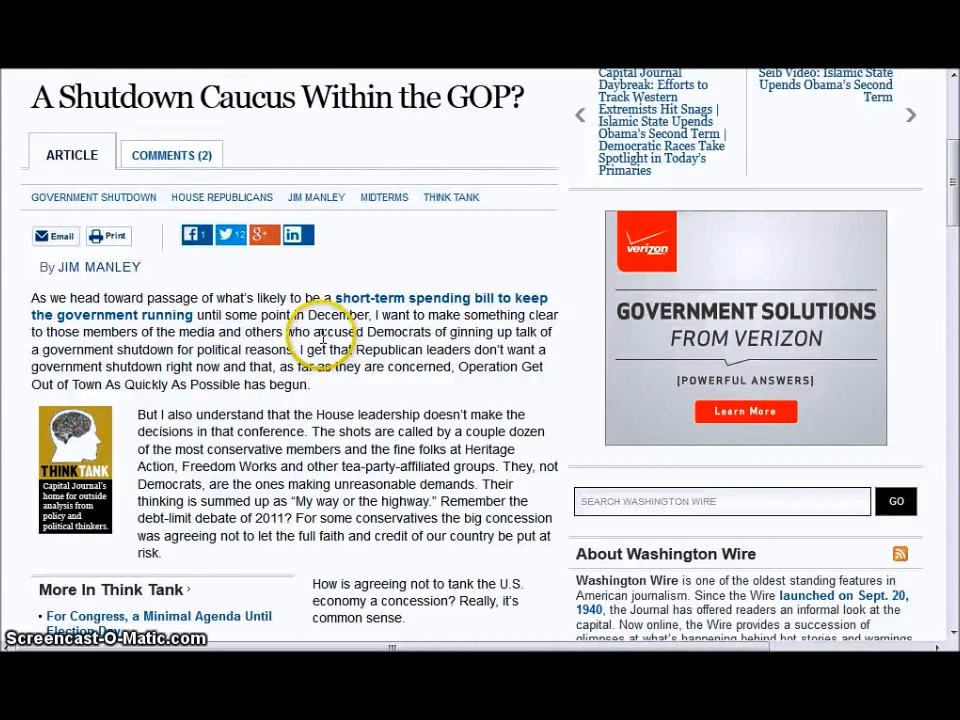 A Shutdown Caucus Within the GOP?
ARTICLE
COMMENTS (2)
GOVERNMENT SHUTDOWN HOUSE REPUBLICANS JIM MANLEY MIDTERMS THINK TANK
Email Print 1 12
By JIM MANLEY
As we head toward passage of what's likely to be a short-term spending bill to keep
the government running until some point in December, I want to make something clear
to those members of the media and others who accused Democrats of ginning up talk of
a government shutdown for political reasons. I get that Republican leaders don't want a
government shutdown right now and that, as far as they are concerned, Operation Get
Out of Town As Quickly As Possible has begun.
THINK TANK
Capital Journal's
home for outside
analysis from
policy and
political thinkers.
But I also understand that the House leadership doesn't make the
decisions in that conference. The shots are called by a couple dozen
of the most conservative members and the fine folks at Heritage
Action, Freedom Works and other tea-party-affiliated groups. They, not
Democrats, are the ones making unreasonable demands. Their
thinking is summed up as "My way or the highway." Remember the
debt-limit debate of 2011? For some conservatives the big concession
was agreeing not to let the full faith and credit of our country be put at
risk.
More In Think Tank
• For Congress, a Minimal Agenda Until
Election Day
How is agreeing not to tank the U.S.
economy a concession? Really, it's
common sense.
Capital Journal
Daybreak: Efforts to
Track Western
Extremists Hit Snags |
Islamic State Upends
Obama's Second Term |
Democratic Races Take
Spotlight in Today's
Primaries
Seib Video: Islamic State
Upends Obama's Second
Term
verizon
GOVERNMENT SOLUTIONS
FROM VERIZON
[POWERFUL ANSWERS]
Learn More
SEARCH WASHINGTON WIRE
GO
About Washington Wire
Washington Wire is one of the oldest standing features in
American journalism. Since the Wire launched on Sept. 20,
1940, the Journal has offered readers an informal look at the
capital. Now online, the Wire provides a succession of
glimpses at what's happening behind hot stories and warnings
Screencast-O-Matic.com